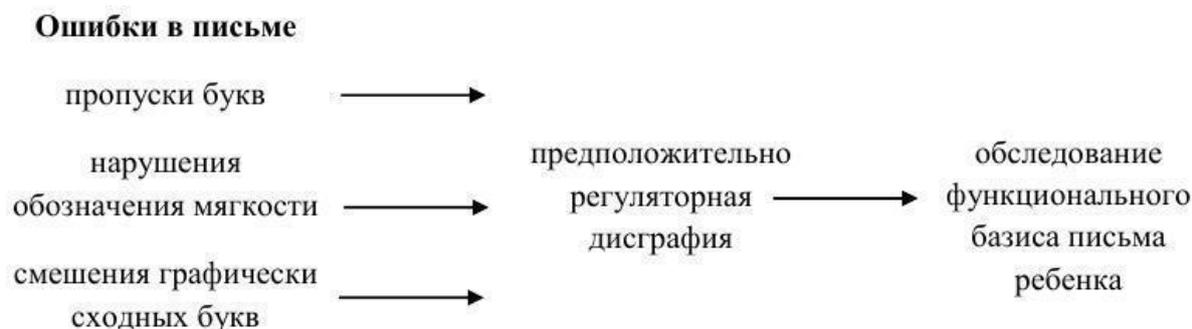 Ошибки в письме
пропуски букв
нарушения
обозначения мягкости
смешения графически
сходных букв
предположительно
регуляторная
дисграфия
обследование
функционального
базиса письма
ребенка